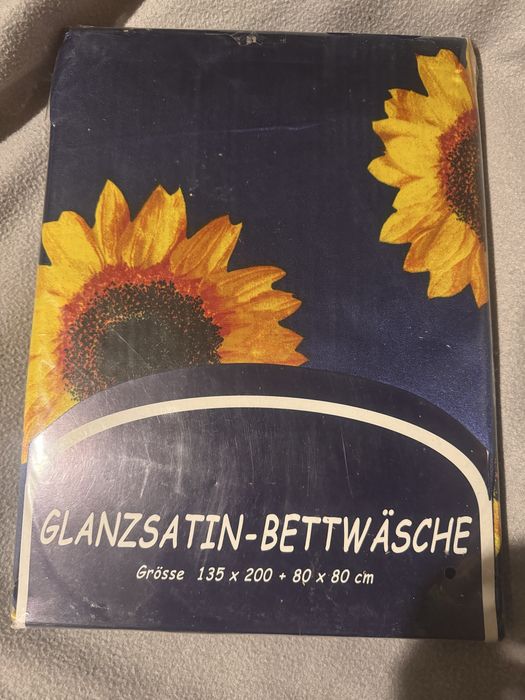 GLANZSATIN-BETTWÄSCHE
Grösse 135 x 200 + 80 x 80 cm